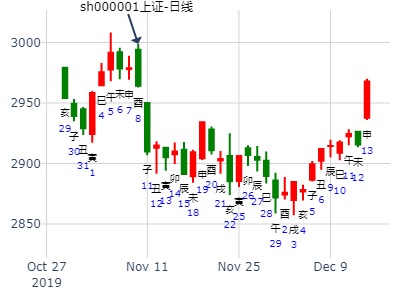 sh000001上证-日线
3000
2950
2900
2850
亥 29
子 30
丑 31
寅 1
巳 4
午 5
未 6
申 7
酉 8
子 11
丑 12
寅 13
卯 14
辰 15
未 18
申 19
酉 20
戌 21
亥 22
寅 25
卯 26
辰 27
巳 28
午 29
酉 2
戌 3
亥 4
子 5
丑 6
辰 9
巳 10
午 11
未 12
申 13
Oct 27
2019
Nov 11
Nov 25
Dec 9